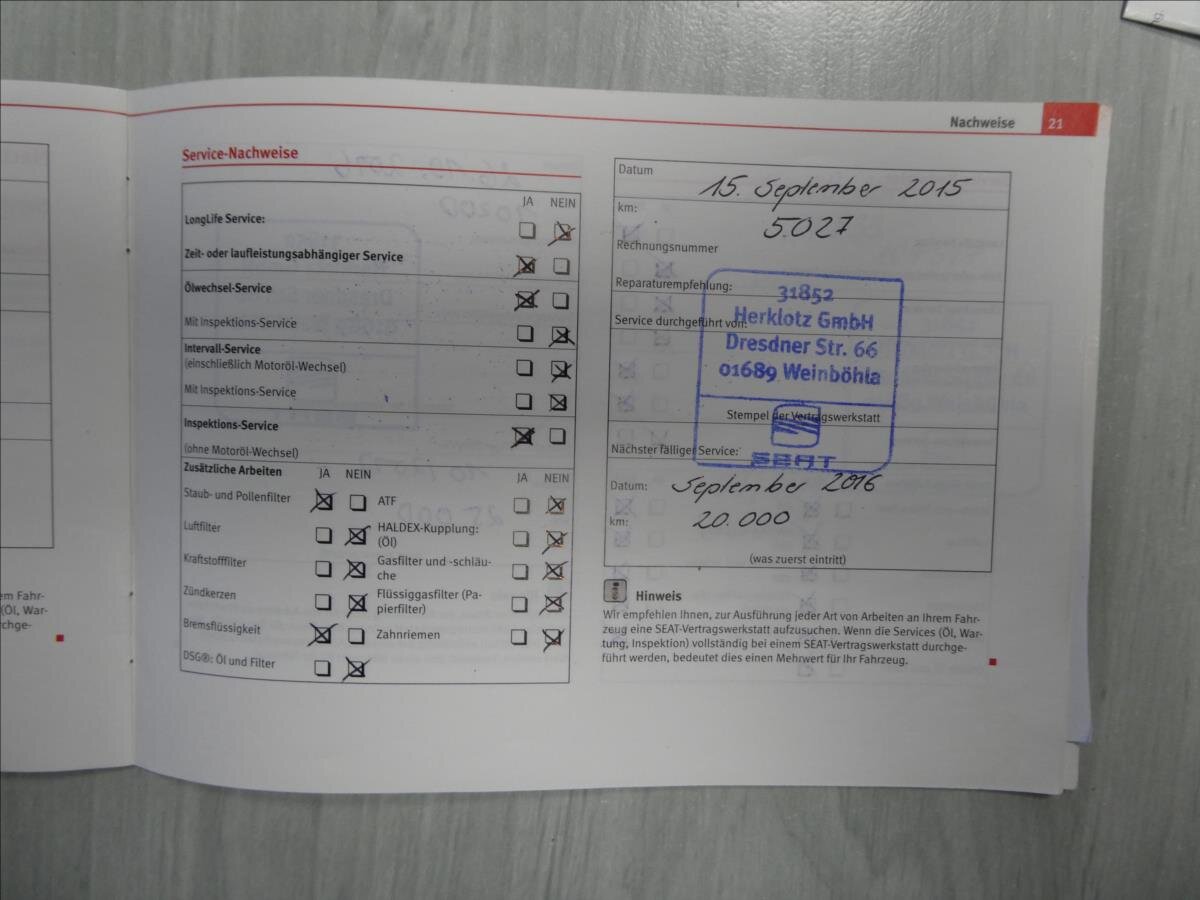 Nachweise 21
Service-Nachweise
JA NEIN
LongLife Service:
Zeit- oder laufleistungsabhängiger Service
Ölwechsel-Service
Mit Inspektions-Service
Intervall-Service
(einschließlich Motoröl-Wechsel)
Mit Inspektions-Service
Inspektions-Service
(ohne Motoröl-Wechsel)
Zusätzliche Arbeiten JA NEIN JA NEIN
Staub- und Pollenfilter ATF
Luftfilter HALDEX-Kupplung:
(Öl)
Kraftstofffilter Gasfilter und -schläu-
che
Zündkerzen Flüssiggasfilter (Pa-
pierfilter)
Bremsflüssigkeit Zahnriemen
DSG®: Öl und Filter
Datum
15. September 2015
km:
5.027
Rechnungsnummer
Reparaturempfehlung:
Service durchgeführt von:
31852
Herklotz GmbH
Dresdner Str. 66
01689 Weinböhla
Stempel der Vertragswerkstatt
SEAT
Nächster fälliger Service:
Datum: September 2016
km: 20.000
(was zuerst eintritt)
Hinweis
Wir empfehlen Ihnen, zur Ausführung jeder Art von Arbeiten an Ihrem Fahr-
zeug eine SEAT-Vertragswerkstatt aufzusuchen. Wenn die Services (Öl, War-
tung, Inspektion) vollständig bei einem SEAT-Vertragswerkstatt durchge-
führt werden, bedeutet dies einen Mehrwert für Ihr Fahrzeug.
em Fahr-
(Öl, War-
rchge-